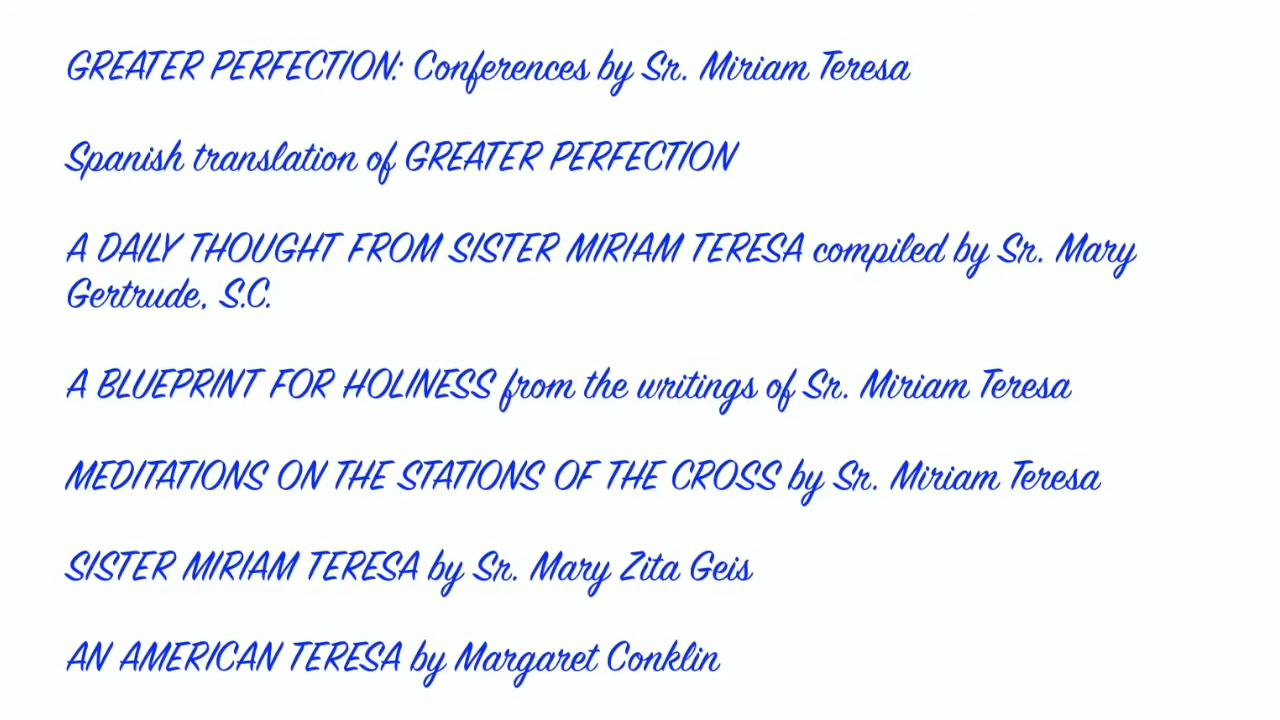 GREATER PERFECTION: Conferences by Sr. Miriam Teresa
Spanish translation of GREATER PERFECTION
A DAILY THOUGHT FROM SISTER MIRIAM TERESA compiled by Sr. Mary
Gertrude, S.C.
A BLUEPRINT FOR HOLINESS from the writings of Sr. Miriam Teresa
MEDITATIONS ON THE STATIONS OF THE CROSS by Sr. Miriam Teresa
SISTER MIRIAM TERESA by Sr. Mary Zita Geis
AN AMERICAN TERESA by Margaret Conklin